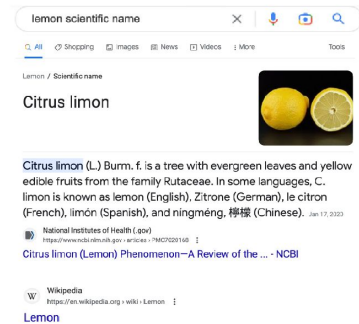 lemon scientific name
All Shopping Images News Videos More Tools
Lemon / Scientific name
Citrus limon
Citrus limon (L.) Burm. f. is a tree with evergreen leaves and yellow
edible fruits from the family Rutaceae. In some languages, C.
limon is known as lemon (English), Zitrone (German), le citron
(French), limón (Spanish), and níngméng, 檸檬 (Chinese). Jan 17, 2023
National Institutes of Health (.gov)
https://www.ncbi.nlm.nih.gov › articles › PMC7020168
Citrus limon (Lemon) Phenomenon—A Review of the ... - NCBI
W Wikipedia
https://en.wikipedia.org › wiki › Lemon
Lemon